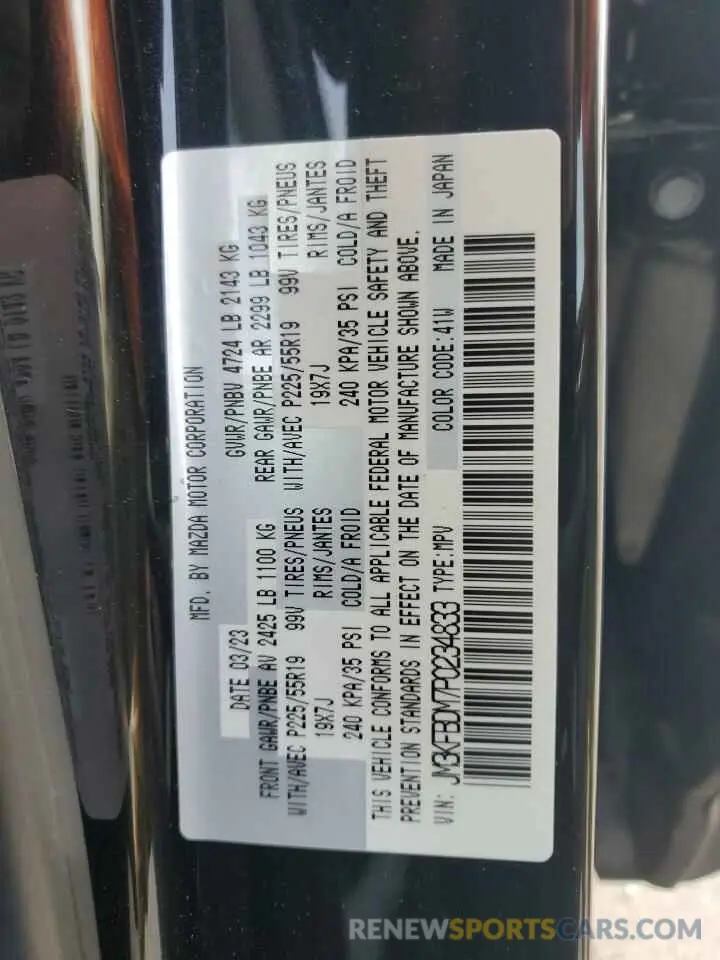 MFD. BY MAZDA MOTOR CORPORATION
DATE 03/23 GVWR/PNBV 4724 LB 2143 KG
FRONT GAWR/PNBE AV 2425 LB 1100 KG REAR GAWR/PNBE AR 2299 LB 1043 KG
WITH/AVEC P225/55R19 99V TIRES/PNEUS WITH/AVEC P225/55R19 99V TIRES/PNEUS
19X7J RIMS/JANTES 19X7J RIMS/JANTES
240 KPA/35 PSI COLD/A FROID 240 KPA/35 PSI COLD/A FROID
THIS VEHICLE CONFORMS TO ALL APPLICABLE FEDERAL MOTOR VEHICLE SAFETY AND THEFT
PREVENTION STANDARDS IN EFFECT ON THE DATE OF MANUFACTURE SHOWN ABOVE.
VIN: JM3KFBDM7P0234833 TYPE:MPV COLOR CODE:41W MADE IN JAPAN
RENEWSPORTSCARS.COM